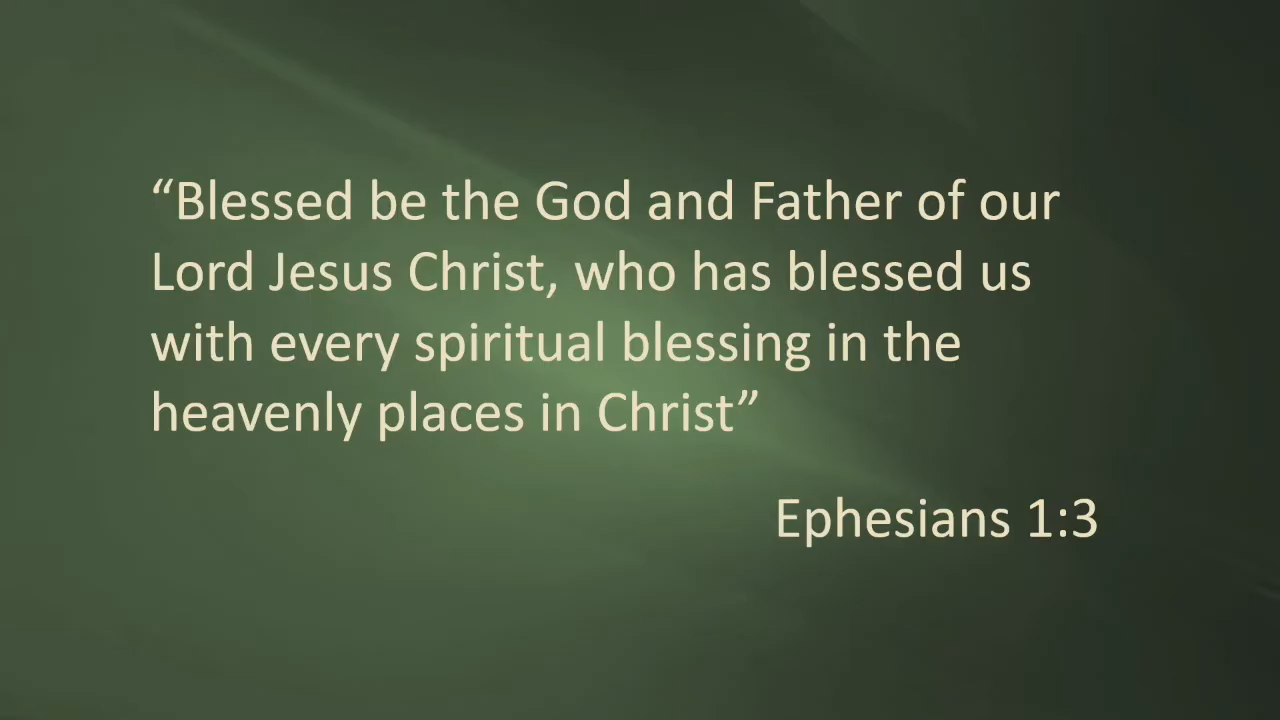 “Blessed be the God and Father of our
Lord Jesus Christ, who has blessed us
with every spiritual blessing in the
heavenly places in Christ”
Ephesians 1:3